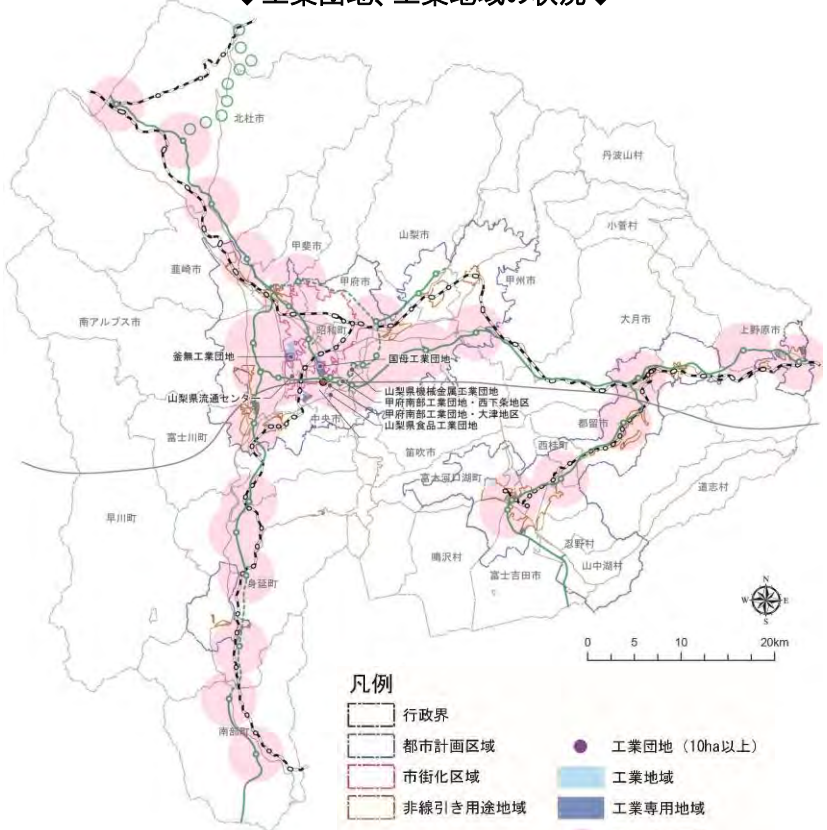 ◆工業団地、工業地域の状況◆
北杜市
丹波山村
小菅村
山梨市
甲斐市
甲府市
甲州市
韮崎市
大月市
上野原市
南アルプス市
昭和町
釜無工業団地
国母工業団地
山梨県流通センター
山梨県機械金属工業団地
甲府南部工業団地・西下条地区
甲府南部工業団地・大津地区
山梨県食品工業団地
中央市
富士川町
都留市
笛吹市
西桂町
富士河口湖町
道志村
早川町
鳴沢村
忍野村
山中湖村
富士吉田市
身延町
南部町
N
W E
S
0 5 10 20km
凡例
行政界
都市計画区域
市街化区域
非線引き用途地域
工業団地（10ha以上）
工業地域
工業専用地域